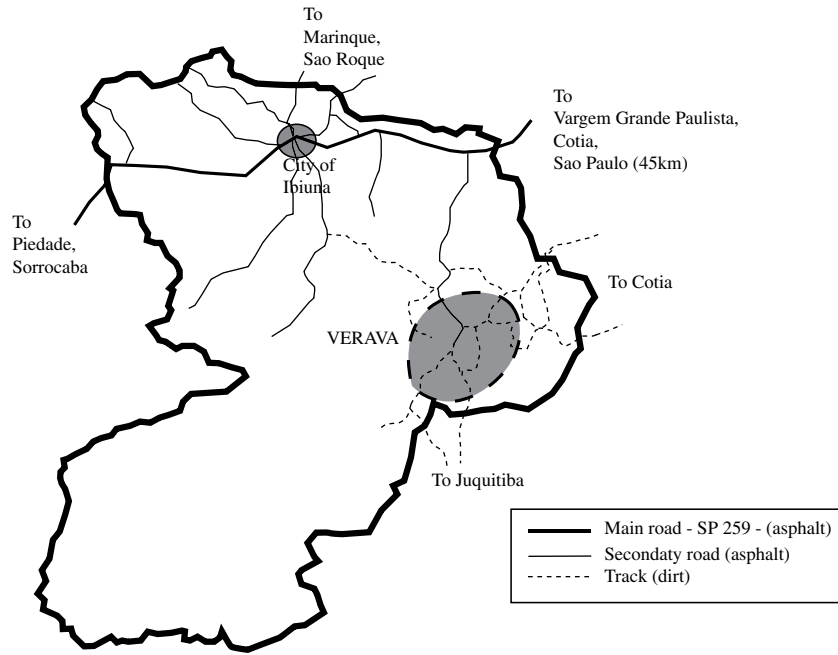 To
Marinque,
Sao Roque
To
Vargem Grande Paulista,
Cotia,
Sao Paulo (45km)
City of
Ibiuna
To
Piedade,
Sorrocaba
To Cotia
VERAVA
To Juquitiba
Main road - SP 259 - (asphalt)
Secondaty road (asphalt)
Track (dirt)